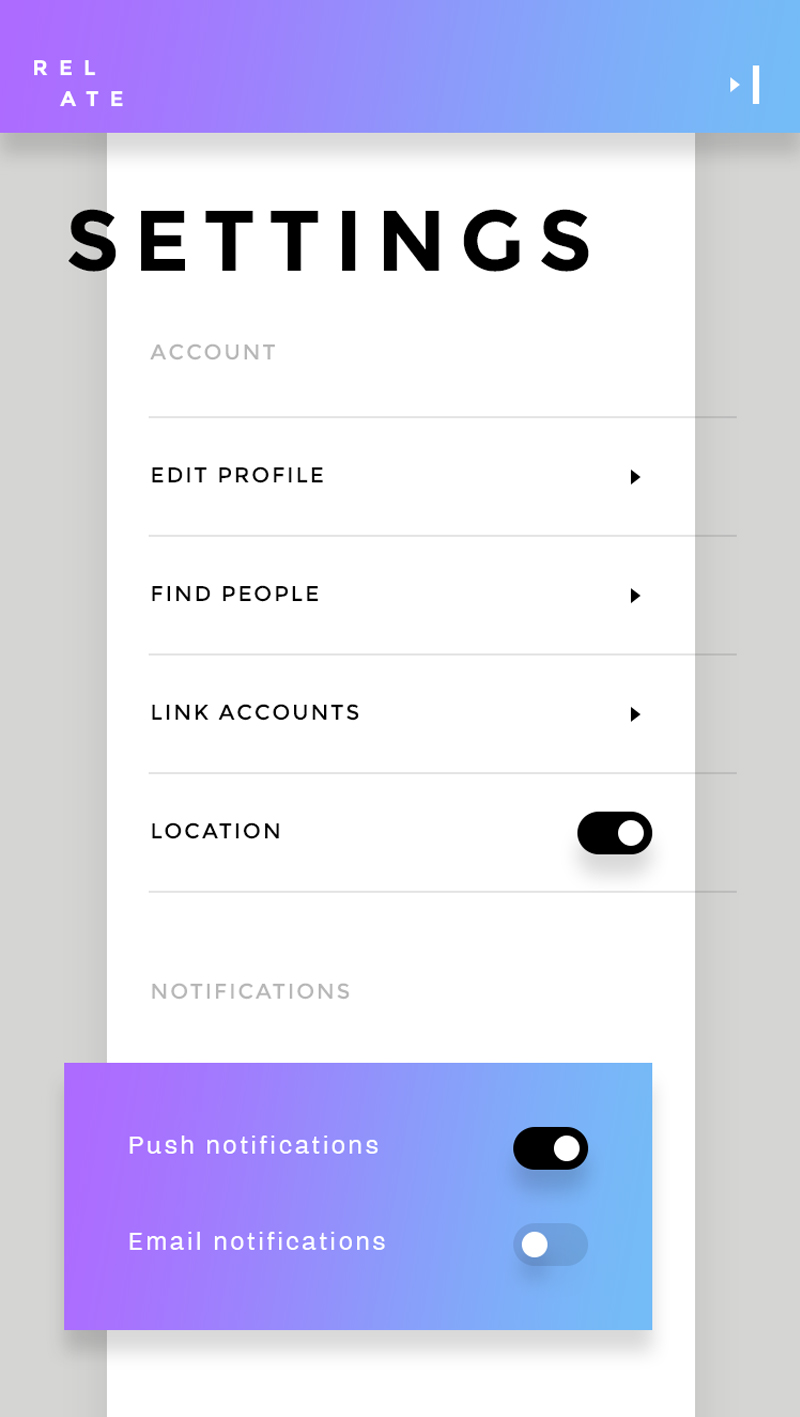 REL
ATE
SETTINGS
ACCOUNT
EDIT PROFILE
FIND PEOPLE
LINK ACCOUNTS
LOCATION
NOTIFICATIONS
Push notifications
Email notifications